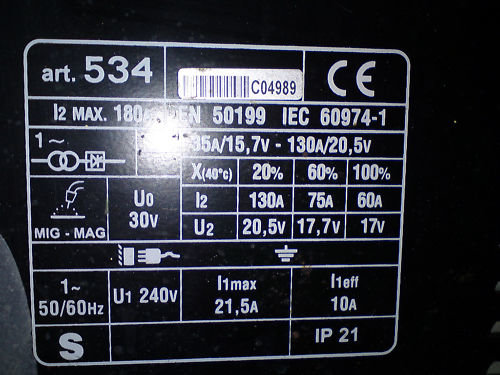 art. 534
C04989
CE
I2 MAX. 180A EN 50199 IEC 60974-1
1~
35A/15,7V - 130A/20,5V
X(40°C) 20% 60% 100%
MIG - MAG
U0 30V
I2 130A 75A 60A
U2 20,5V 17,7V 17V
1~ 50/60Hz
U1 240V
I1max 21,5A
I1eff 10A
S
IP 21